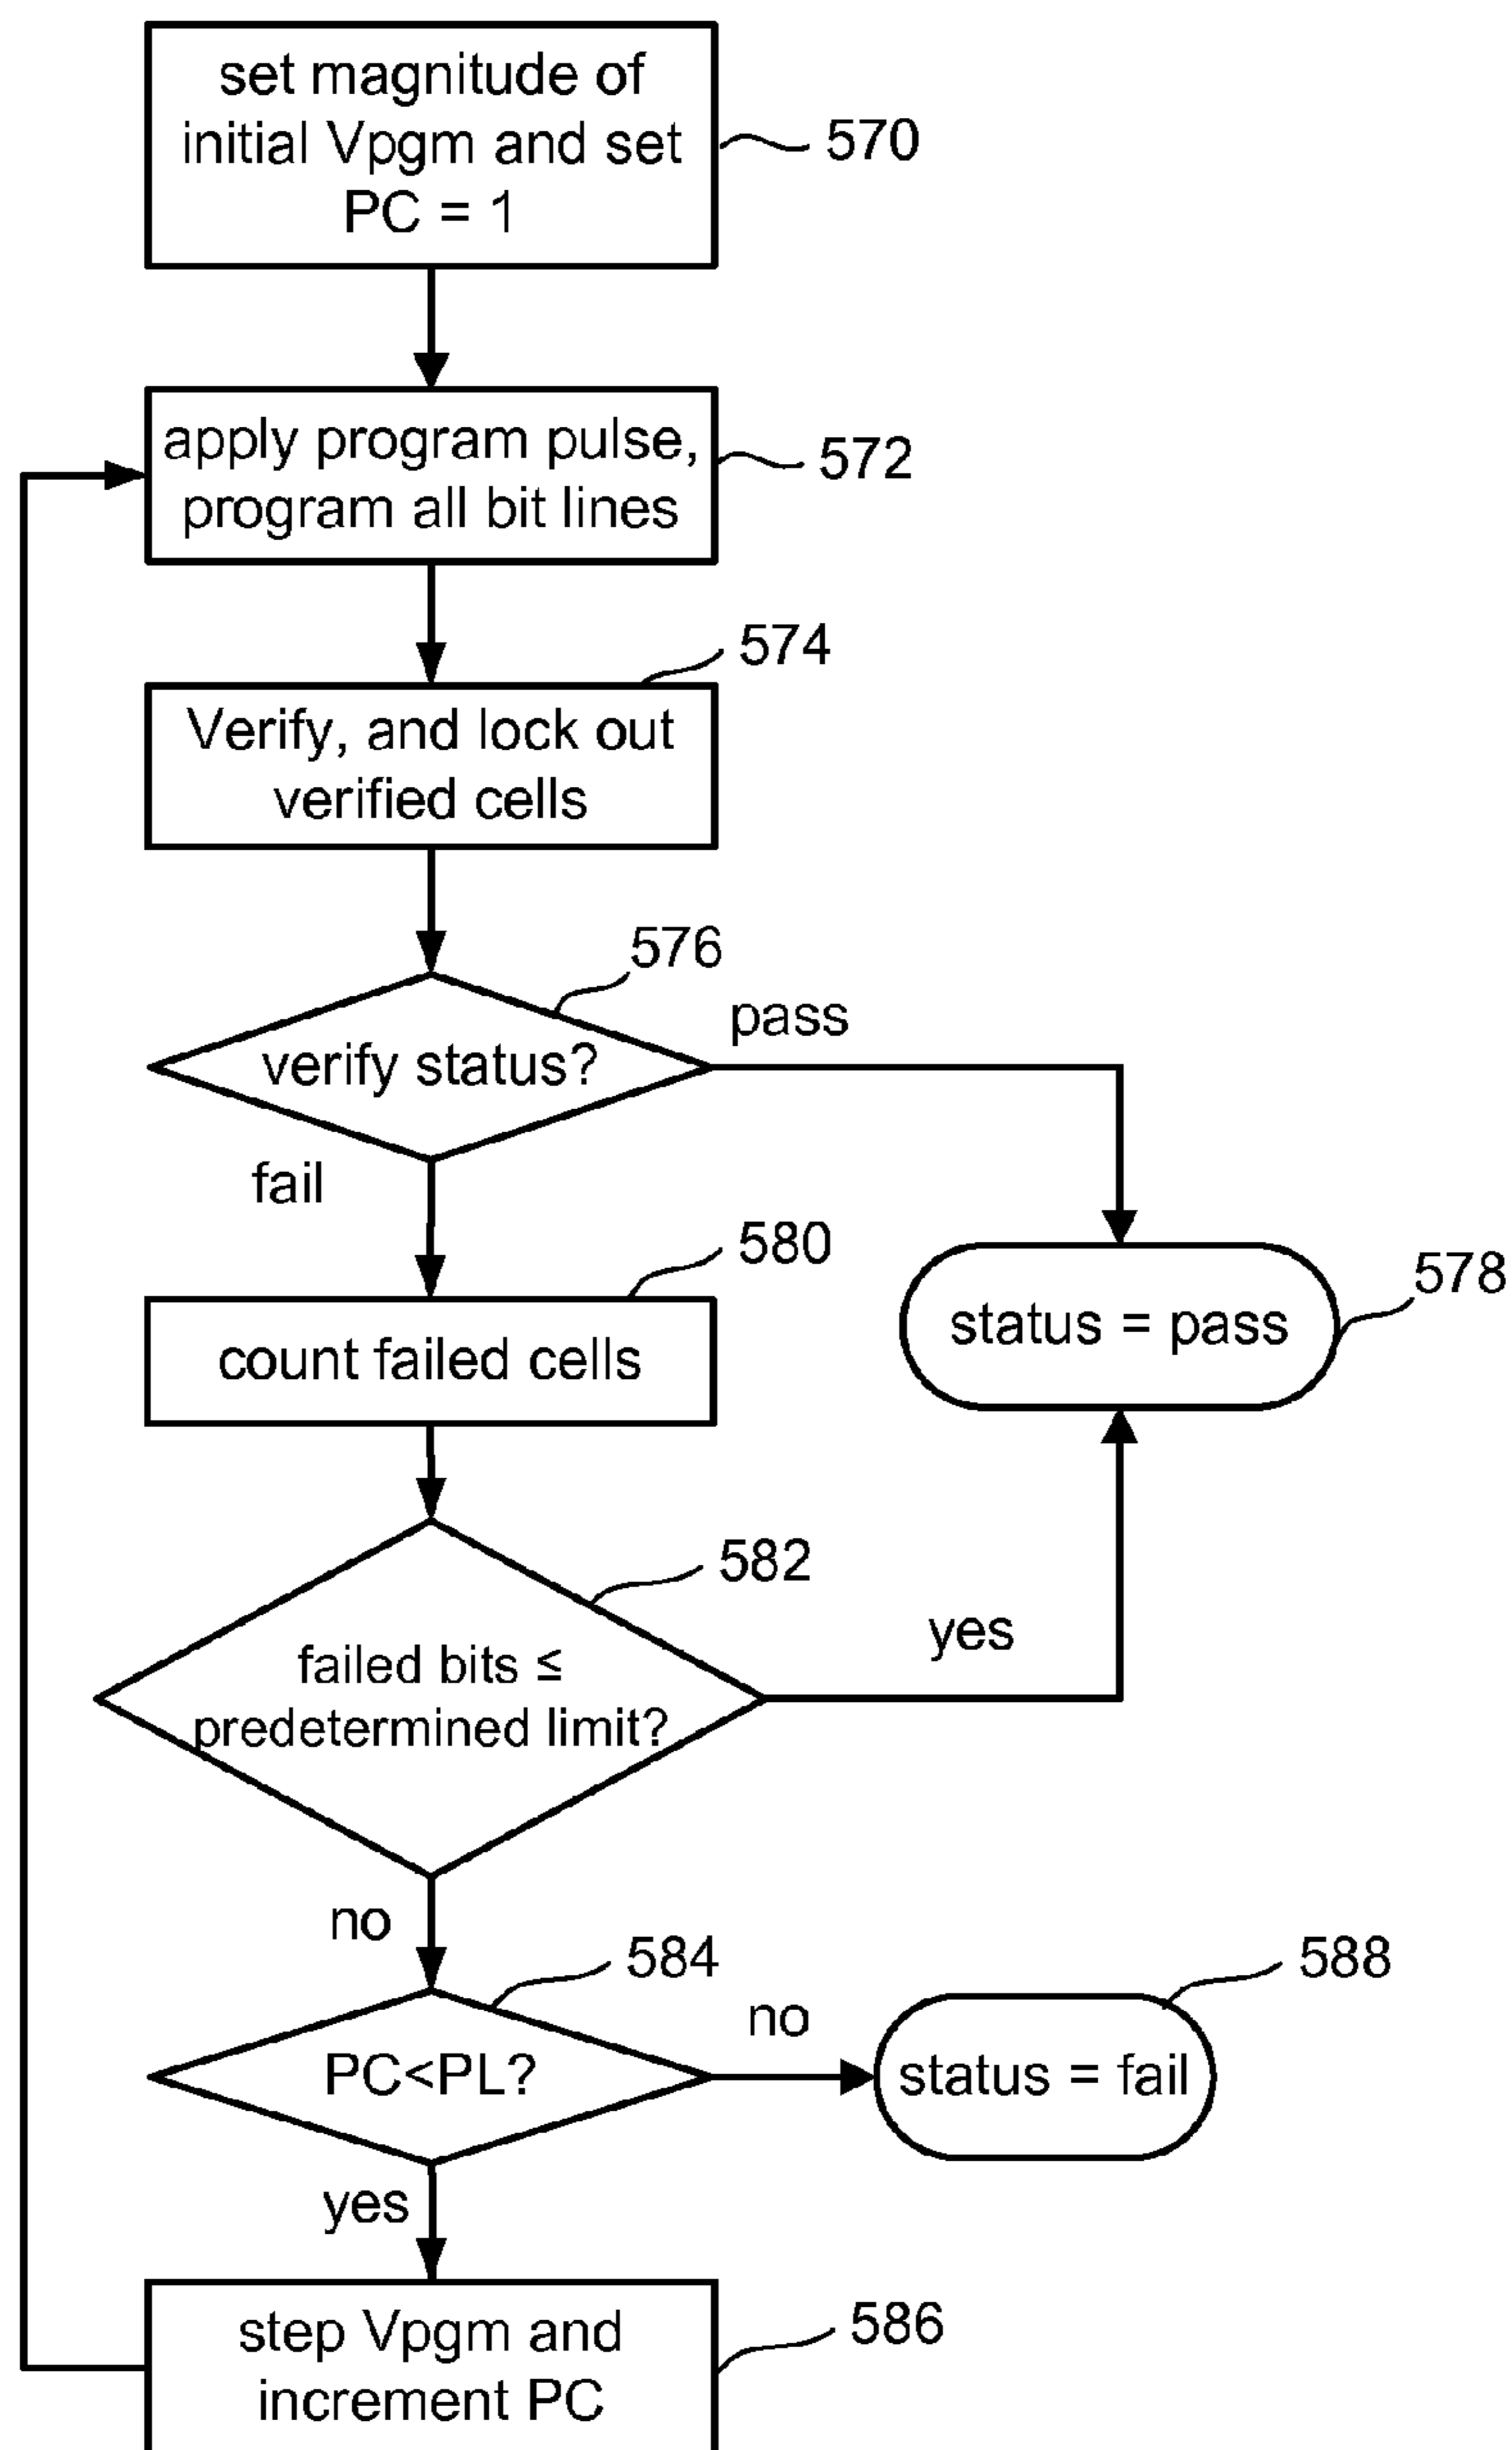 set magnitude of
initial Vpgm and set
PC = 1
570
apply program pulse,
program all bit lines
572
574
Verify, and lock out
verified cells
576
pass
verify status?
fail
580
578
status = pass
count failed cells
582
yes
failed bits ≤
predetermined limit?
no
584
588
no
PC<PL?
status = fail
yes
586
step Vpgm and
increment PC